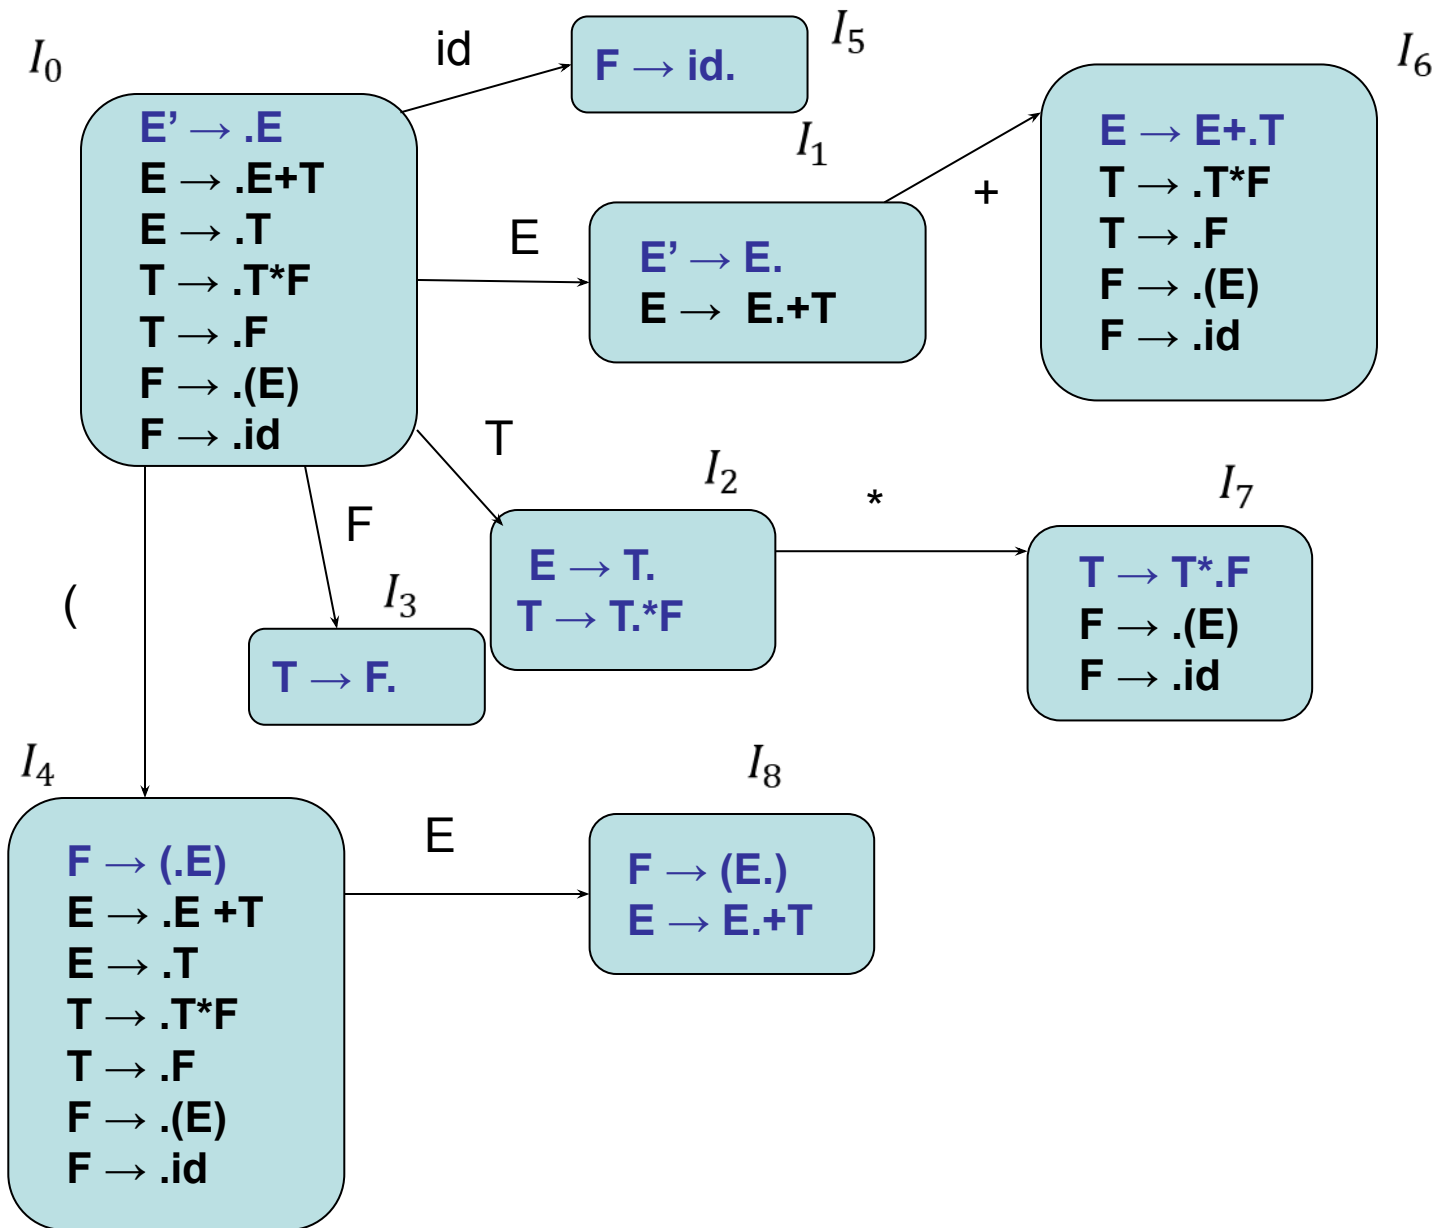 I₀
E' → .E
E → .E+T
E → .T
T → .T*F
T → .F
F → .(E)
F → .id
id
I₅
F → id.
E
I₁
E' → E.
E → E.+T
+
I₆
E → E+.T
T → .T*F
T → .F
F → .(E)
F → .id
T
I₂
E → T.
T → T.*F
*
I₇
T → T*.F
F → .(E)
F → .id
F
I₃
T → F.
(
I₄
F → (.E)
E → .E +T
E → .T
T → .T*F
T → .F
F → .(E)
F → .id
E
I₈
F → (E.)
E → E.+T